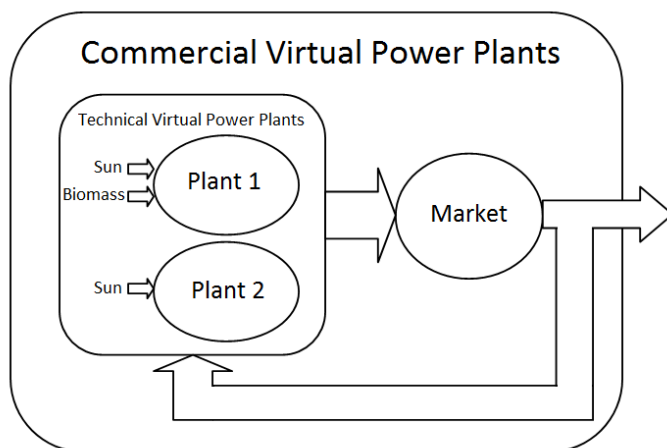 Commercial Virtual Power Plants
Technical Virtual Power Plants
Sun
Biomass
Plant 1
Market
Sun
Plant 2